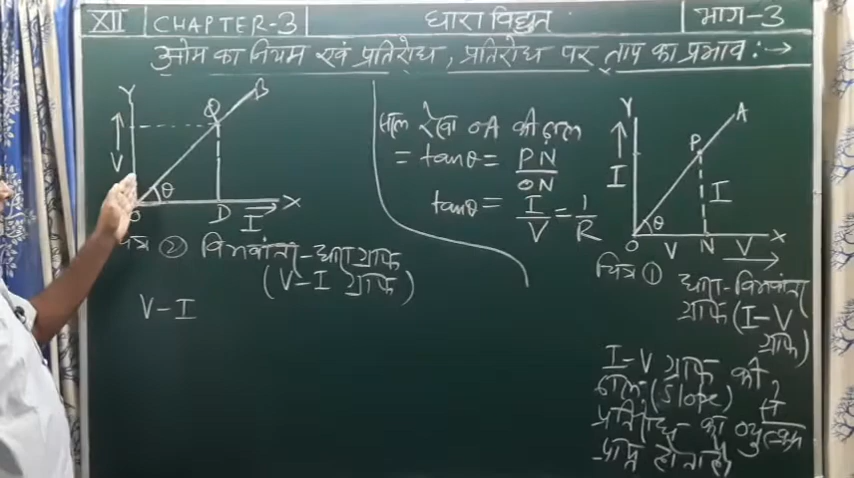 XII CHAPTER-3 धारा विद्युत भाग-3
ओम का नियम एवं प्रतिरोध, प्रतिरोध पर ताप का प्रभाव:→
Y
B
Q
V
θ
O
D
I
X
चित्र ② विभवांतर-धारा ग्राफ
(V-I ग्राफ)
V-I
सरल रेखा OA की ढाल
= tanθ = PN/ON
tanθ = I/V = 1/R
Y
A
P
I
I
θ
O
V
N
V
X
चित्र ①
धारा-विभवांतर
ग्राफ (I-V
ग्राफ)
I-V ग्राफ की
ढाल (Slope) से
प्रतिरोध का व्युत्क्रम
प्राप्त होता है।